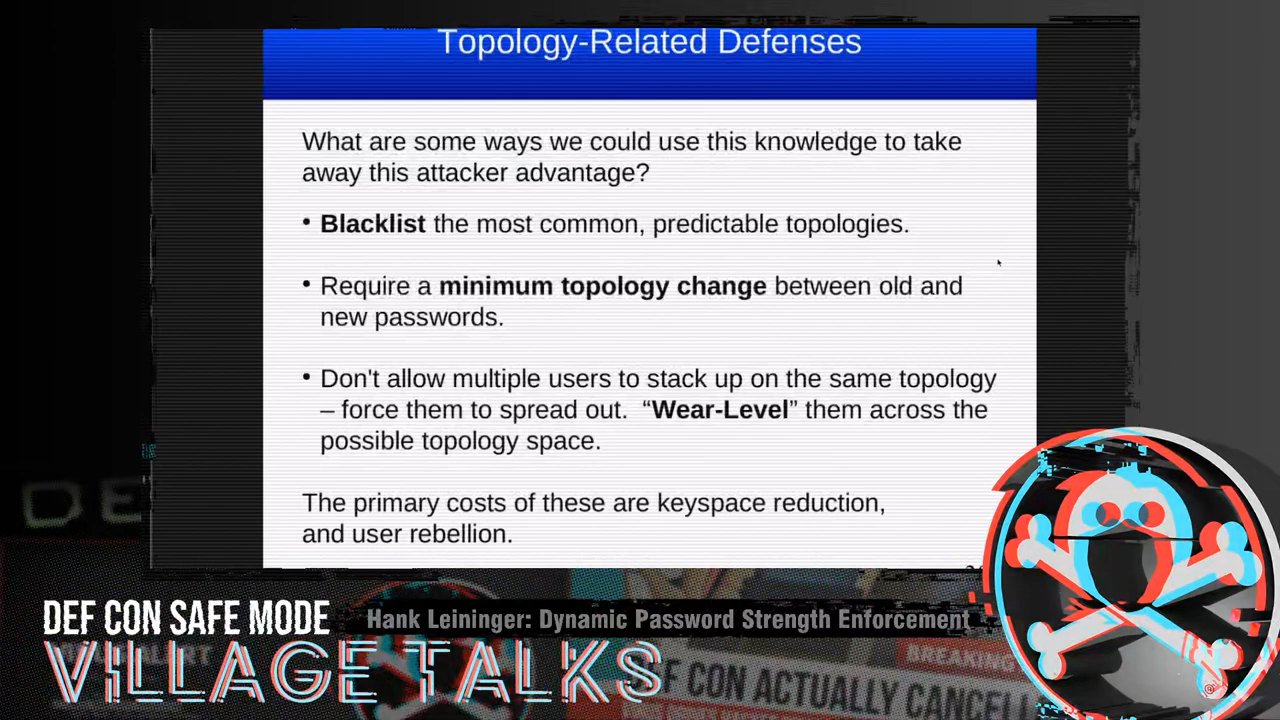 Topology-Related Defenses
What are some ways we could use this knowledge to take
away this attacker advantage?
• Blacklist the most common, predictable topologies.
• Require a minimum topology change between old and
new passwords.
• Don't allow multiple users to stack up on the same topology
– force them to spread out. “Wear-Level” them across the
possible topology space.
The primary costs of these are keyspace reduction,
and user rebellion.
DE
DEF CON SAFE MODE
Hank Leininger: Dynamic Password Strength Enforcement
VILLAGE TALKS
BREAKIN
EF CON ACTUALLY CANCELL